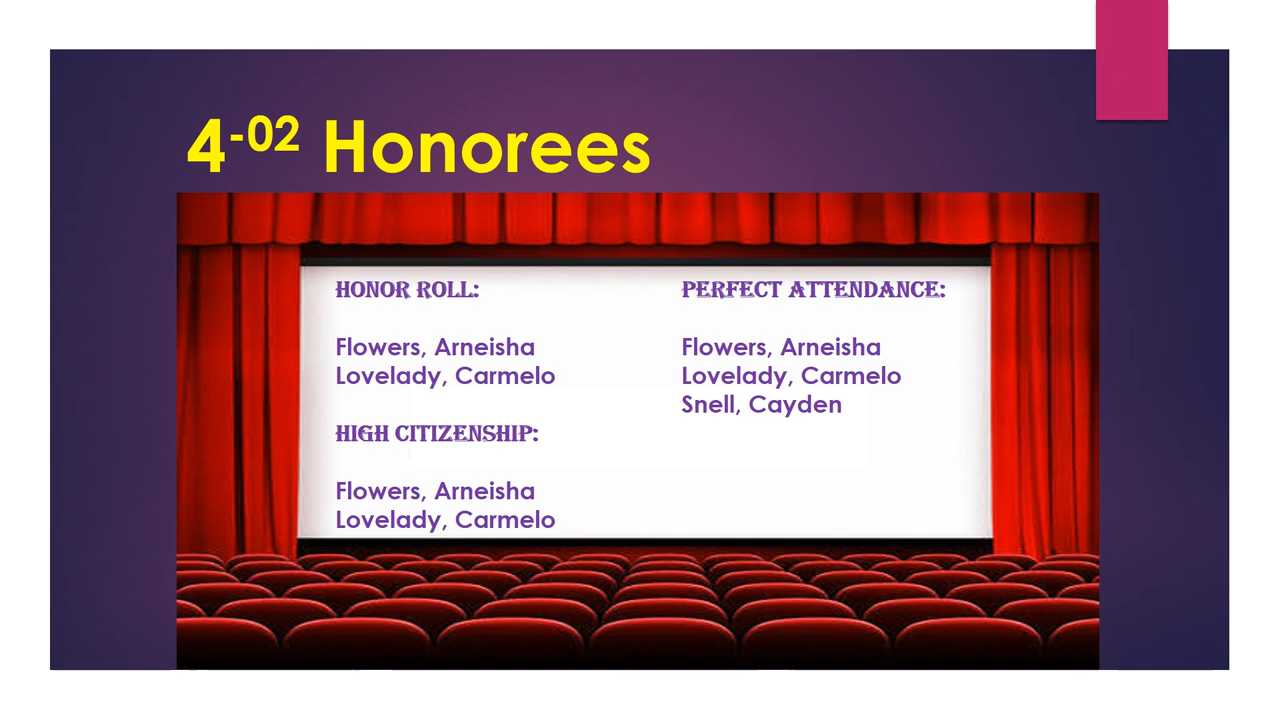 4-02 Honorees
HONOR ROLL:
Flowers, Arneisha
Lovelady, Carmelo
HIGH CITIZENSHIP:
Flowers, Arneisha
Lovelady, Carmelo
PERFECT ATTENDANCE:
Flowers, Arneisha
Lovelady, Carmelo
Snell, Cayden